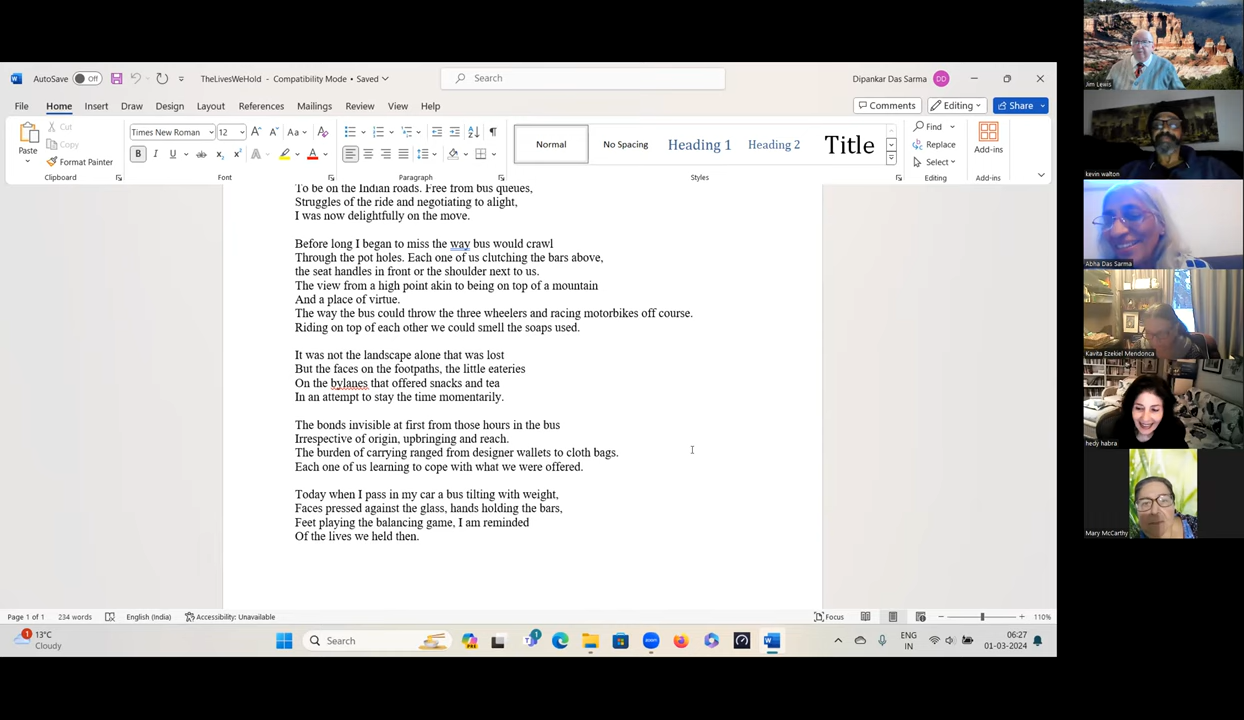 AutoSave Off TheLivesWeHold - Compatibility Mode • Saved Search Dipankar Das Sarma DD
File Home Insert Draw Design Layout References Mailings Review View Help Comments Editing Share
Paste Cut Copy Format Painter Times New Roman 12 Normal No Spacing Heading 1 Heading 2 Title Find Replace Select Add-ins
Clipboard Font Paragraph Styles Editing Add-ins
To be on the Indian roads. Free from bus queues,
Struggles of the ride and negotiating to alight,
I was now delightfully on the move.
Before long I began to miss the way bus would crawl
Through the pot holes. Each one of us clutching the bars above,
the seat handles in front or the shoulder next to us.
The view from a high point akin to being on top of a mountain
And a place of virtue.
The way the bus could throw the three wheelers and racing motorbikes off course.
Riding on top of each other we could smell the soaps used.
It was not the landscape alone that was lost
But the faces on the footpaths, the little eateries
On the bylanes that offered snacks and tea
In an attempt to stay the time momentarily.
The bonds invisible at first from those hours in the bus
Irrespective of origin, upbringing and reach.
The burden of carrying ranged from designer wallets to cloth bags.
Each one of us learning to cope with what we were offered.
Today when I pass in my car a bus tilting with weight,
Faces pressed against the glass, hands holding the bars,
Feet playing the balancing game, I am reminded
Of the lives we held then.
Page 1 of 1 234 words English (India) Accessibility: Unavailable Focus 110%
1 13°C Cloudy Search PRE 1 ENG IN 06:27 01-03-2024
Jim Lewis
kevin walton
Abha Das Sarma
Kavita Ezekiel Mendonca
hedy habra
Mary McCarthy